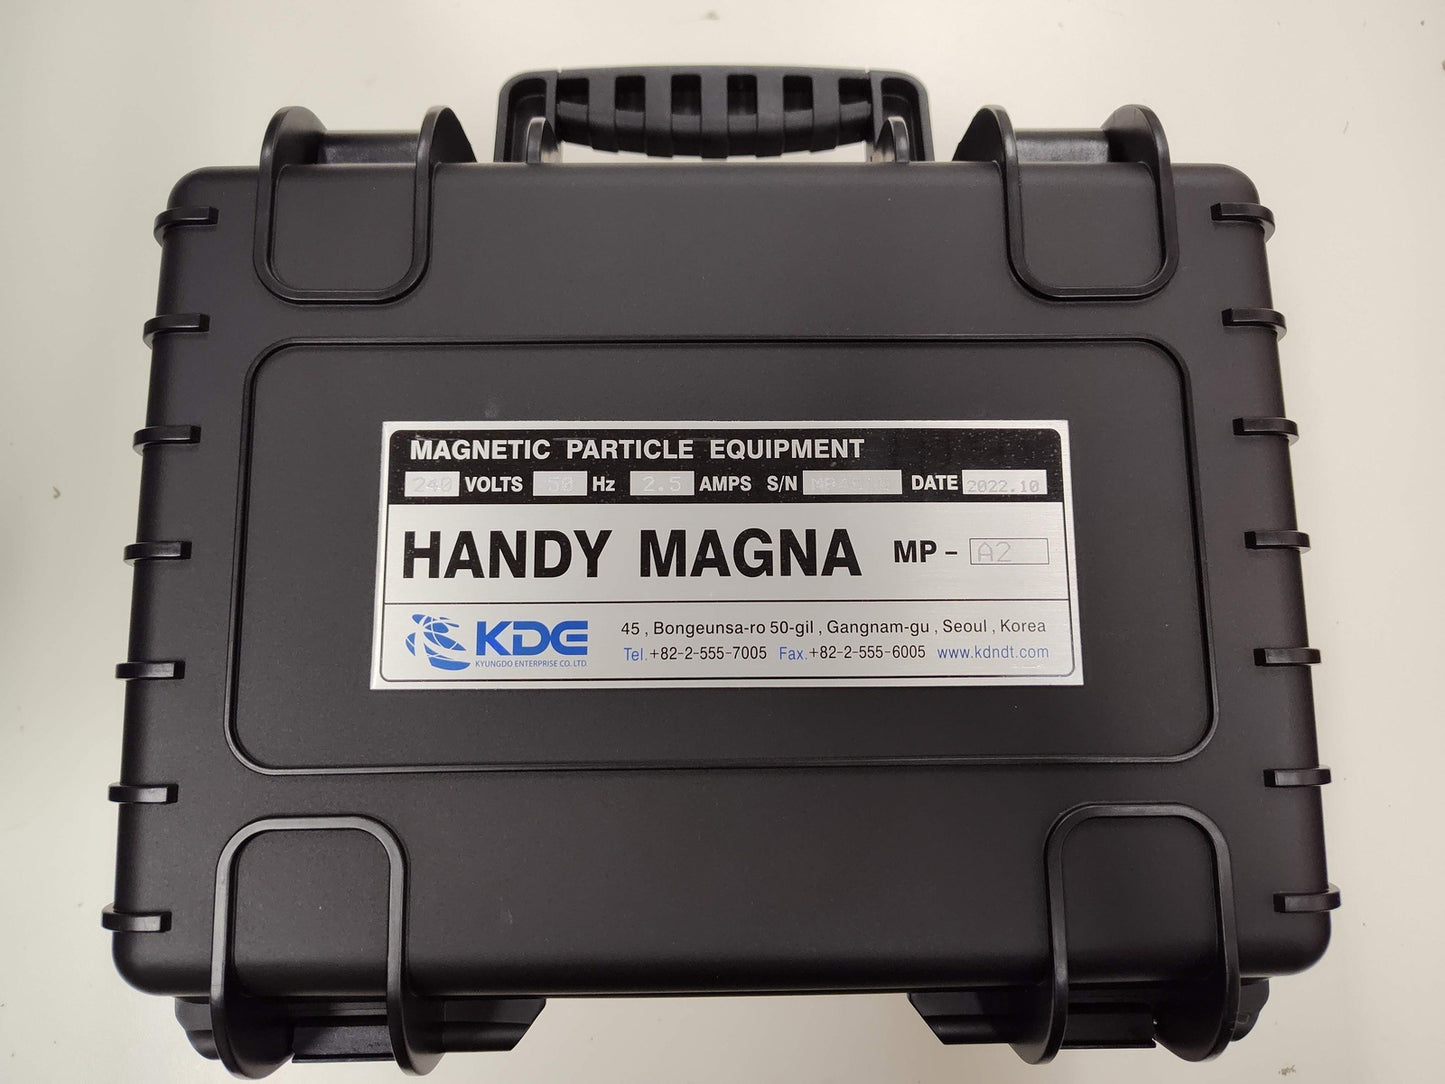 MAGNETIC PARTICLE EQUIPMENT
240 VOLTS 50 Hz 2.5 AMPS S/N DATE 2022.10
HANDY MAGNA MP - A2
KDE 45 , Bongeunsa-ro 50-gil , Gangnam-gu , Seoul , Korea
KYUNGDO ENTERPRISE CO. LTD. Tel. +82-2-555-7005 Fax. +82-2-555-6005 www.kdndt.com